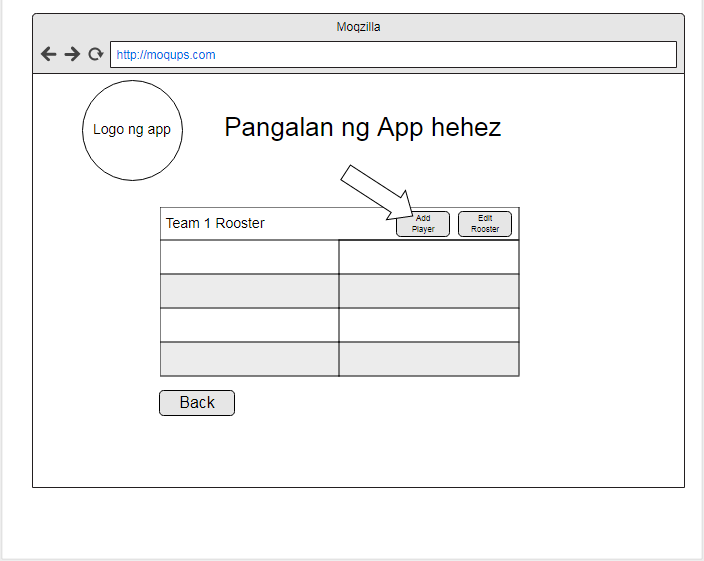 Moqzilla
http://moqups.com
Logo ng app
Pangalan ng App hehez
Team 1 Rooster
Add
Player
Edit
Rooster
Back